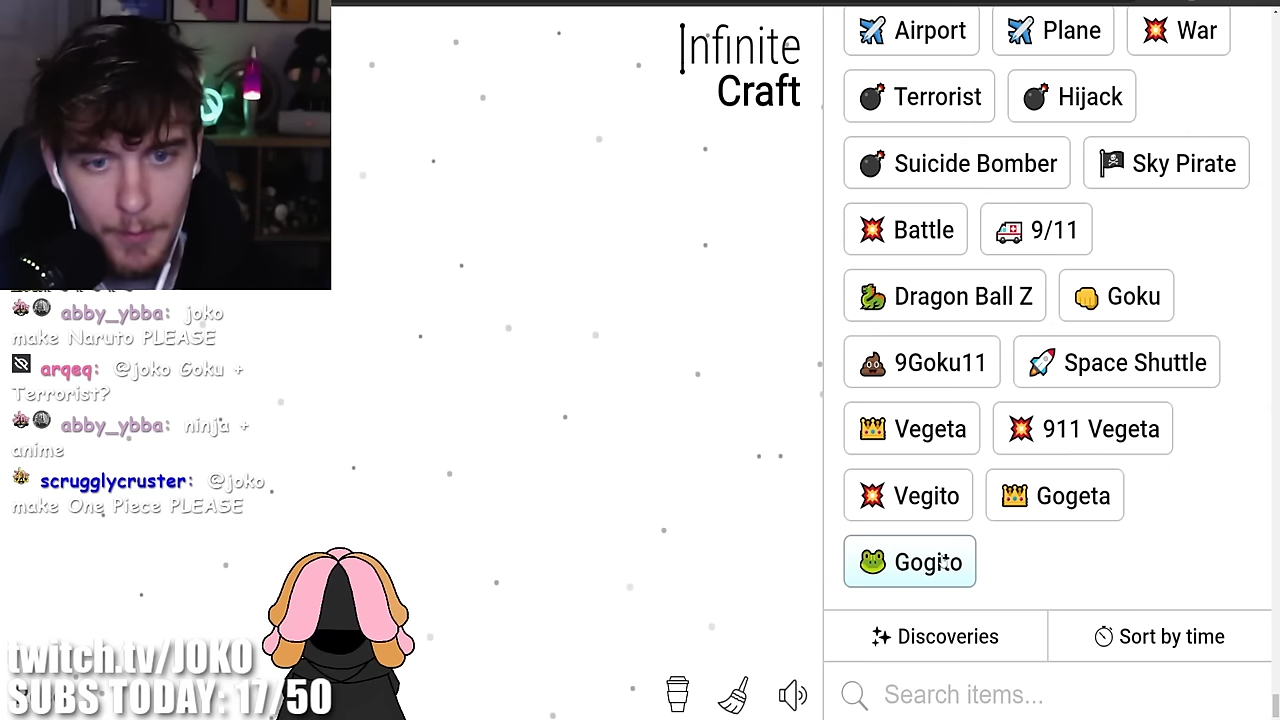 Infinite
Craft
Airport
Plane
War
Terrorist
Hijack
Suicide Bomber
Sky Pirate
Battle
9/11
Dragon Ball Z
Goku
9Goku11
Space Shuttle
Vegeta
911 Vegeta
Vegito
Gogeta
Gogito
Discoveries
Sort by time
Search items...
abby_ybba: joko
make Naruto PLEASE
arqeq: @joko Goku +
Terrorist?
abby_ybba: ninja +
anime
scrugglycruster: @joko
make One Piece PLEASE
twitch.tv/JOKO
SUBS TODAY: 17/50